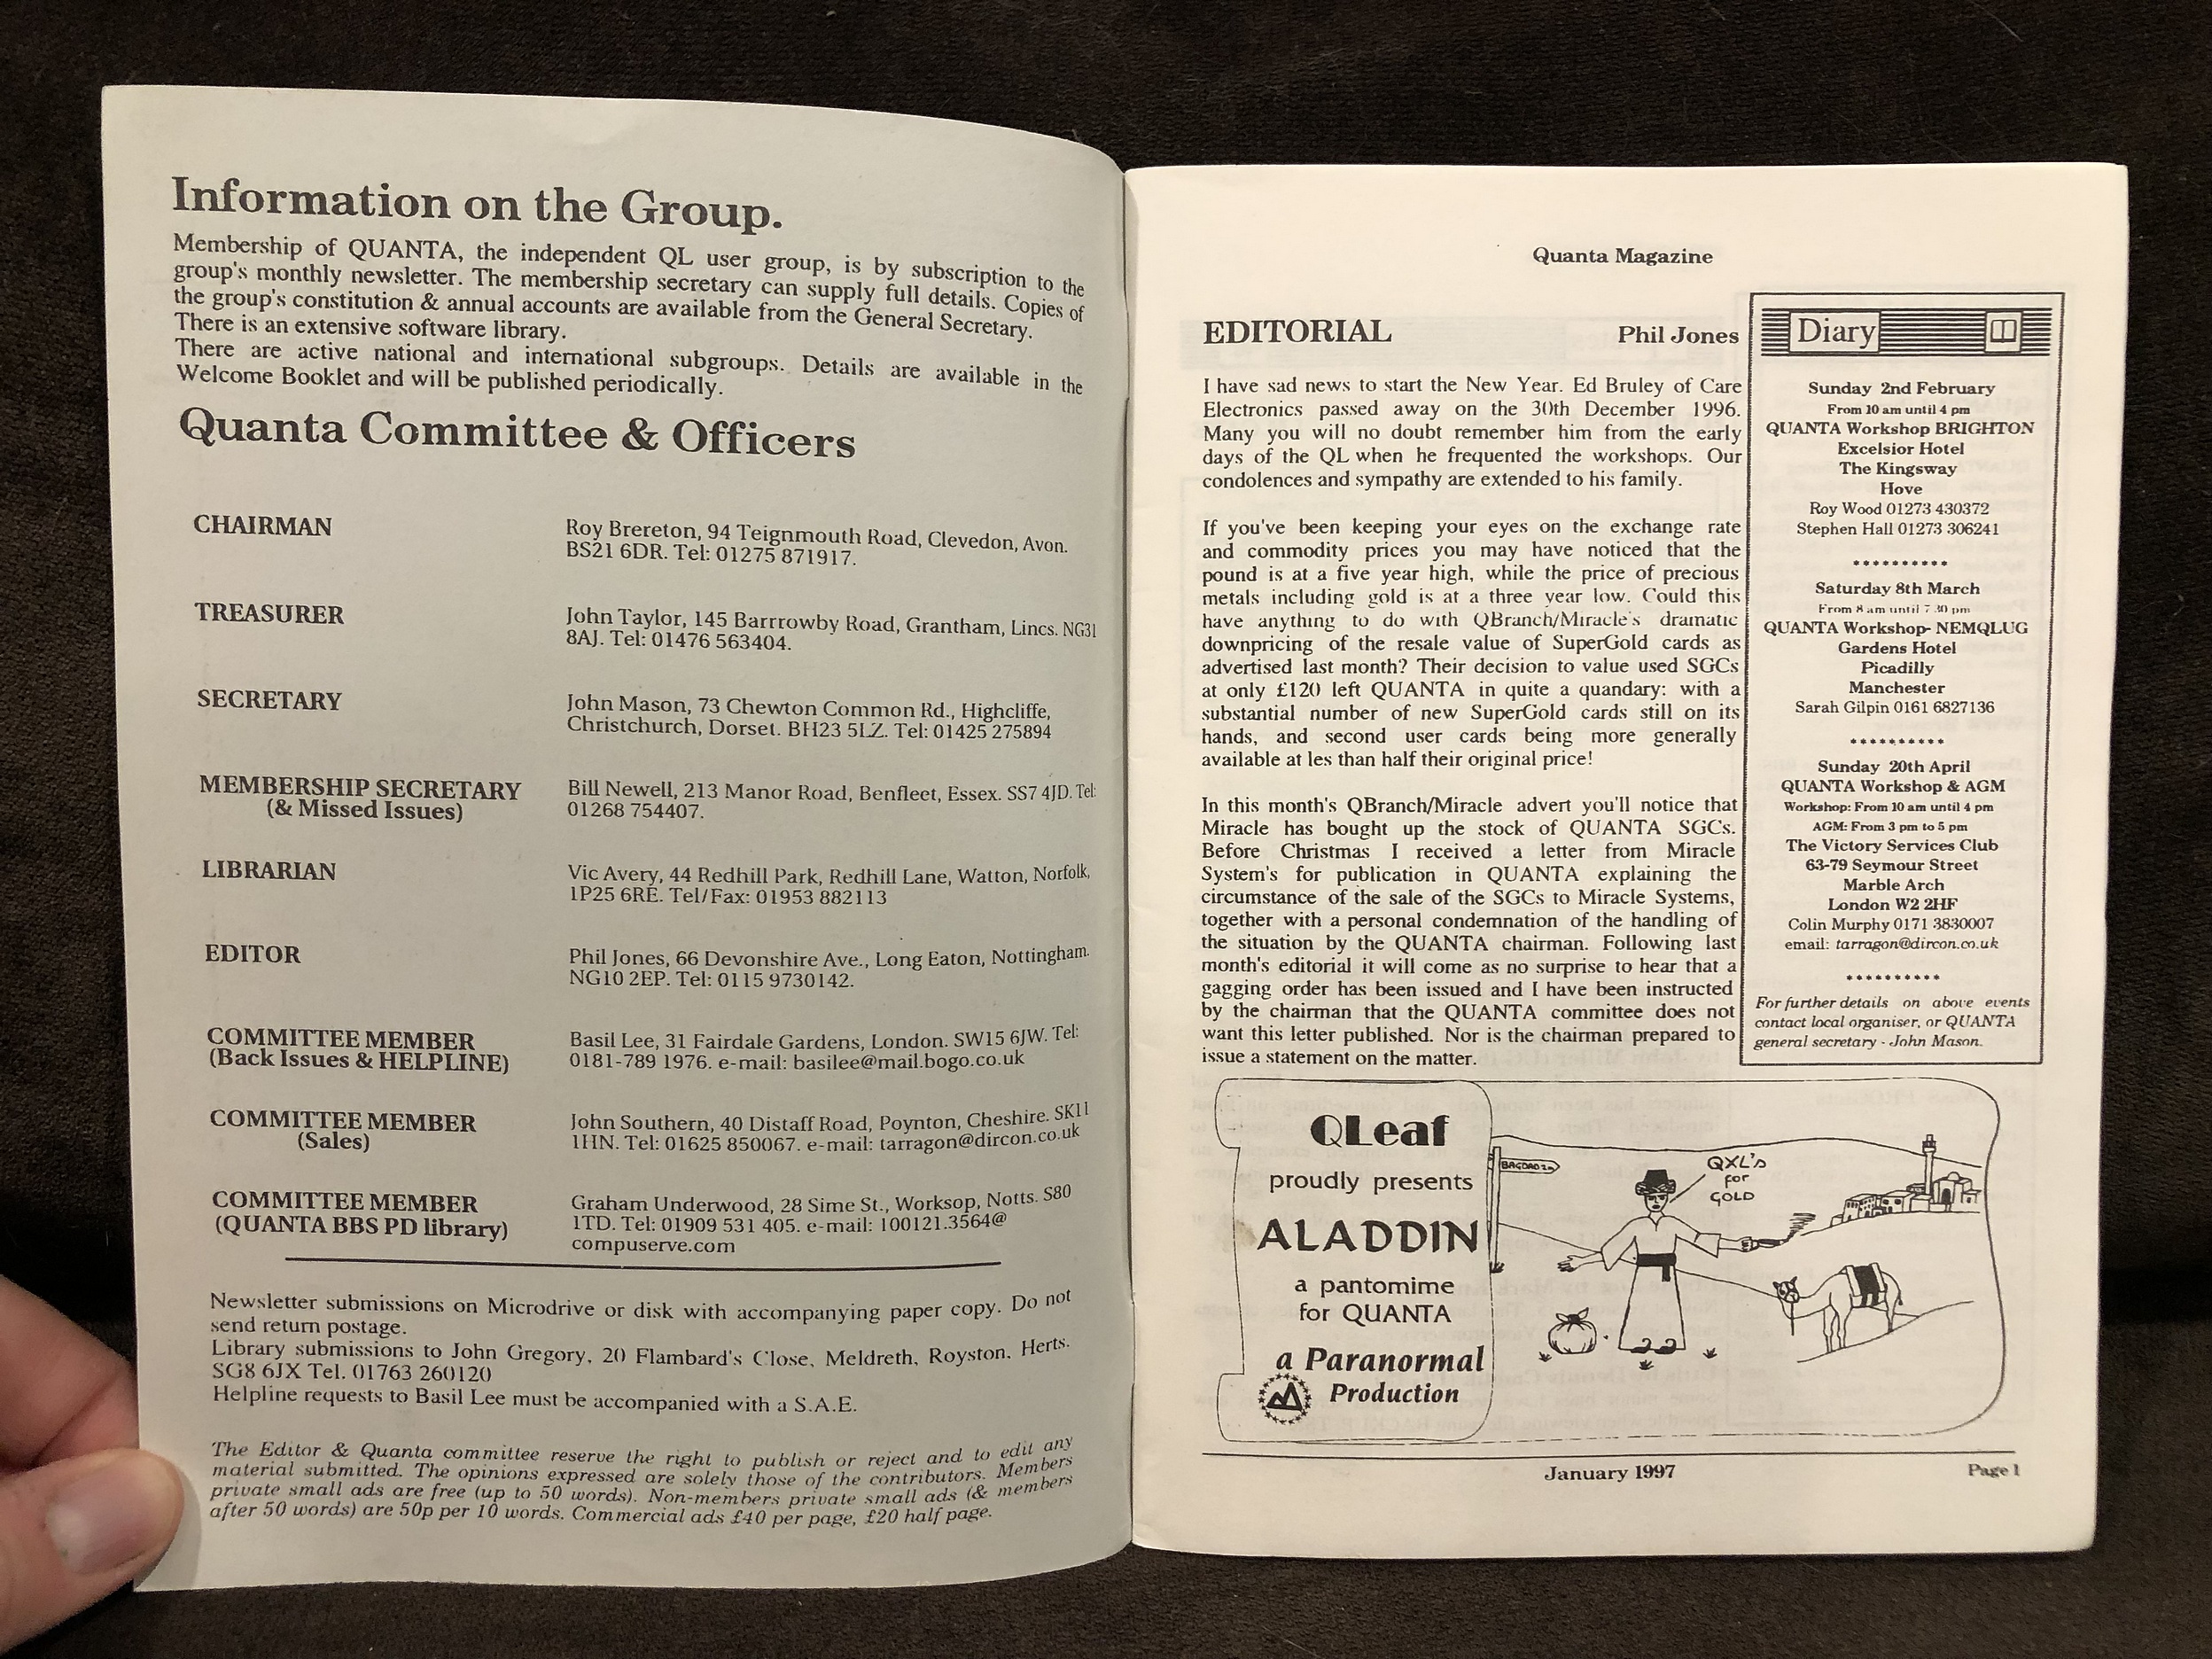 Information on the Group.
Membership of QUANTA, the independent QL user group, is by subscription to the
group's monthly newsletter. The membership secretary can supply full details. Copies of
the group's constitution & annual accounts are available from the General Secretary.
There is an extensive software library.
There are active national and international subgroups. Details are available in the
Welcome Booklet and will be published periodically.
Quanta Committee & Officers
CHAIRMAN
Roy Brereton, 94 Teignmouth Road, Clevedon, Avon.
BS21 6DR. Tel: 01275 871917.
TREASURER
John Taylor, 145 Barrrowby Road, Grantham, Lincs. NG31
8AJ. Tel: 01476 563404.
SECRETARY
John Mason, 73 Chewton Common Rd., Highcliffe,
Christchurch, Dorset. BH23 5LZ. Tel: 01425 275894
MEMBERSHIP SECRETARY
(& Missed Issues)
Bill Newell, 213 Manor Road, Benfleet, Essex. SS7 4JD. Tel:
01268 754407.
LIBRARIAN
Vic Avery, 44 Redhill Park, Redhill Lane, Watton, Norfolk,
1P25 6RE. Tel/Fax: 01953 882113
EDITOR
Phil Jones, 66 Devonshire Ave., Long Eaton, Nottingham.
NG10 2EP. Tel: 0115 9730142.
COMMITTEE MEMBER
(Back Issues & HELPLINE)
Basil Lee, 31 Fairdale Gardens, London. SW15 6JW. Tel:
0181-789 1976. e-mail: basilee@mail.bogo.co.uk
COMMITTEE MEMBER
(Sales)
John Southern, 40 Distaff Road, Poynton, Cheshire. SK11
1HN. Tel: 01625 850067. e-mail: tarragon@dircon.co.uk
COMMITTEE MEMBER
(QUANTA BBS PD library)
Graham Underwood, 28 Sime St., Worksop, Notts. S80
1TD. Tel: 01909 531 405. e-mail: 100121.3564@
compuserve.com
Newsletter submissions on Microdrive or disk with accompanying paper copy. Do not
send return postage.
Library submissions to John Gregory, 20 Flambard's Close, Meldreth, Royston, Herts.
SG8 6JX Tel. 01763 260120
Helpline requests to Basil Lee must be accompanied with a S.A.E.
The Editor & Quanta committee reserve the right to publish or reject and to edit any
material submitted. The opinions expressed are solely those of the contributors. Members
private small ads are free (up to 50 words). Non-members private small ads (& members
after 50 words) are 50p per 10 words. Commercial ads £40 per page, £20 half page.
Quanta Magazine
EDITORIAL Phil Jones
I have sad news to start the New Year. Ed Bruley of Care
Electronics passed away on the 30th December 1996.
Many you will no doubt remember him from the early
days of the QL when he frequented the workshops. Our
condolences and sympathy are extended to his family.
If you've been keeping your eyes on the exchange rate
and commodity prices you may have noticed that the
pound is at a five year high, while the price of precious
metals including gold is at a three year low. Could this
have anything to do with QBranch/Miracle's dramatic
downpricing of the resale value of SuperGold cards as
advertised last month? Their decision to value used SGCs
at only £120 left QUANTA in quite a quandary: with a
substantial number of new SuperGold cards still on its
hands, and second user cards being more generally
available at les than half their original price!
In this month's QBranch/Miracle advert you'll notice that
Miracle has bought up the stock of QUANTA SGCs.
Before Christmas I received a letter from Miracle
System's for publication in QUANTA explaining the
circumstance of the sale of the SGCs to Miracle Systems,
together with a personal condemnation of the handling of
the situation by the QUANTA chairman. Following last
month's editorial it will come as no surprise to hear that a
gagging order has been issued and I have been instructed
by the chairman that the QUANTA committee does not
want this letter published. Nor is the chairman prepared to
issue a statement on the matter.
Diary
Sunday 2nd February
From 10 am until 4 pm
QUANTA Workshop BRIGHTON
Excelsior Hotel
The Kingsway
Hove
Roy Wood 01273 430372
Stephen Hall 01273 306241
**********
Saturday 8th March
From 8 am until 7 30 pm
QUANTA Workshop- NEMQLUG
Gardens Hotel
Picadilly
Manchester
Sarah Gilpin 0161 6827136
**********
Sunday 20th April
QUANTA Workshop & AGM
Workshop: From 10 am until 4 pm
AGM: From 3 pm to 5 pm
The Victory Services Club
63-79 Seymour Street
Marble Arch
London W2 2HF
Colin Murphy 0171 3830007
email: tarragon@dircon.co.uk
**********
For further details on above events
contact local organiser, or QUANTA
general secretary - John Mason.
QLeaf
proudly presents
ALADDIN
a pantomime
for QUANTA
a Paranormal
Production
BAGDAD 2m
QXL's
for
GOLD
January 1997
Page 1